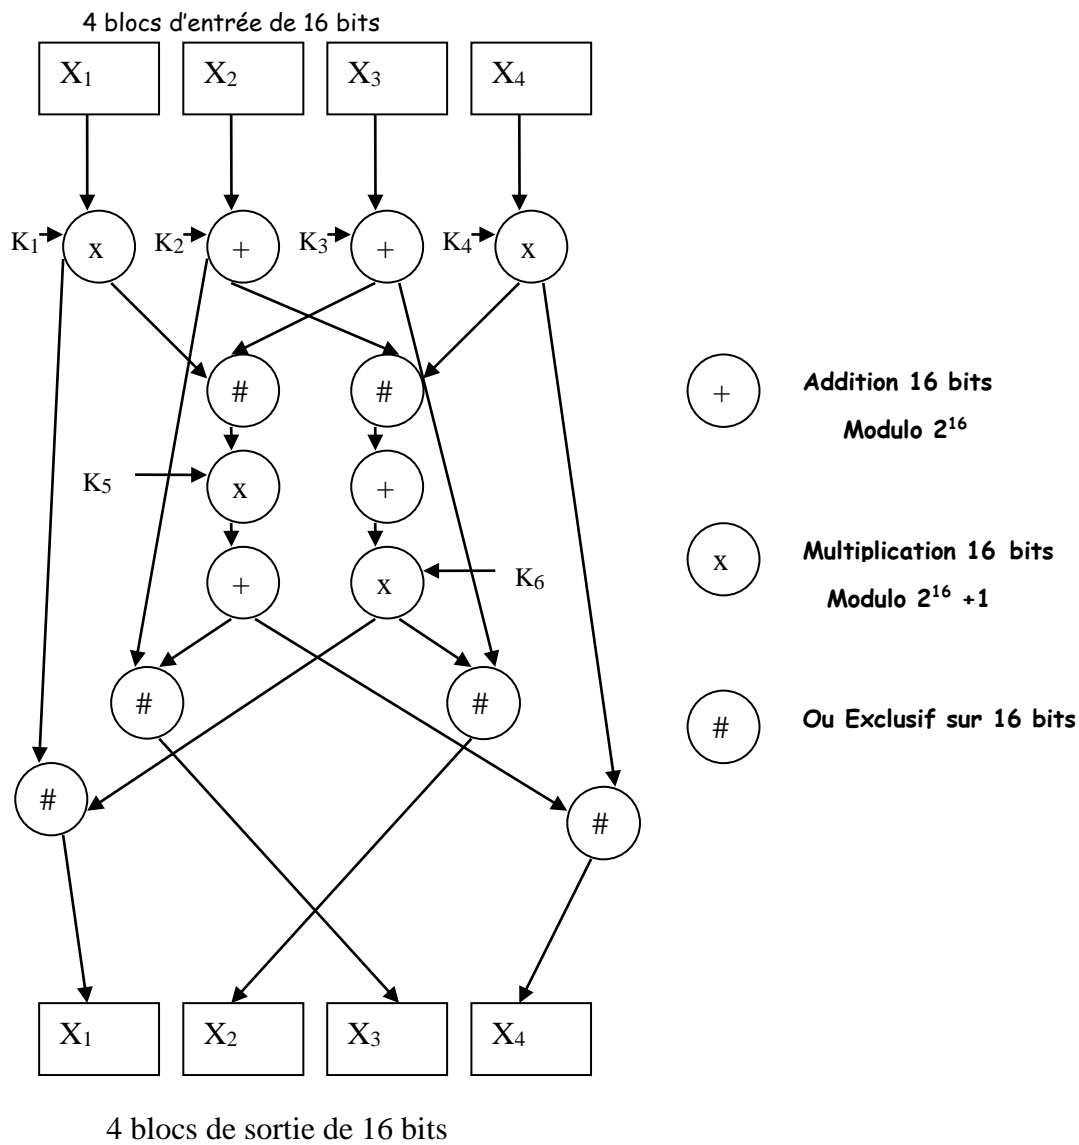 4 blocs d'entrée de 16 bits
X1 X2 X3 X4
K1 x K2 + K3 + K4 x
# #
K5 x +
+ x K6
# #
# #
X1 X2 X3 X4
4 blocs de sortie de 16 bits
+ Addition 16 bits
Modulo 2^16
x Multiplication 16 bits
Modulo 2^16 +1
# Ou Exclusif sur 16 bits